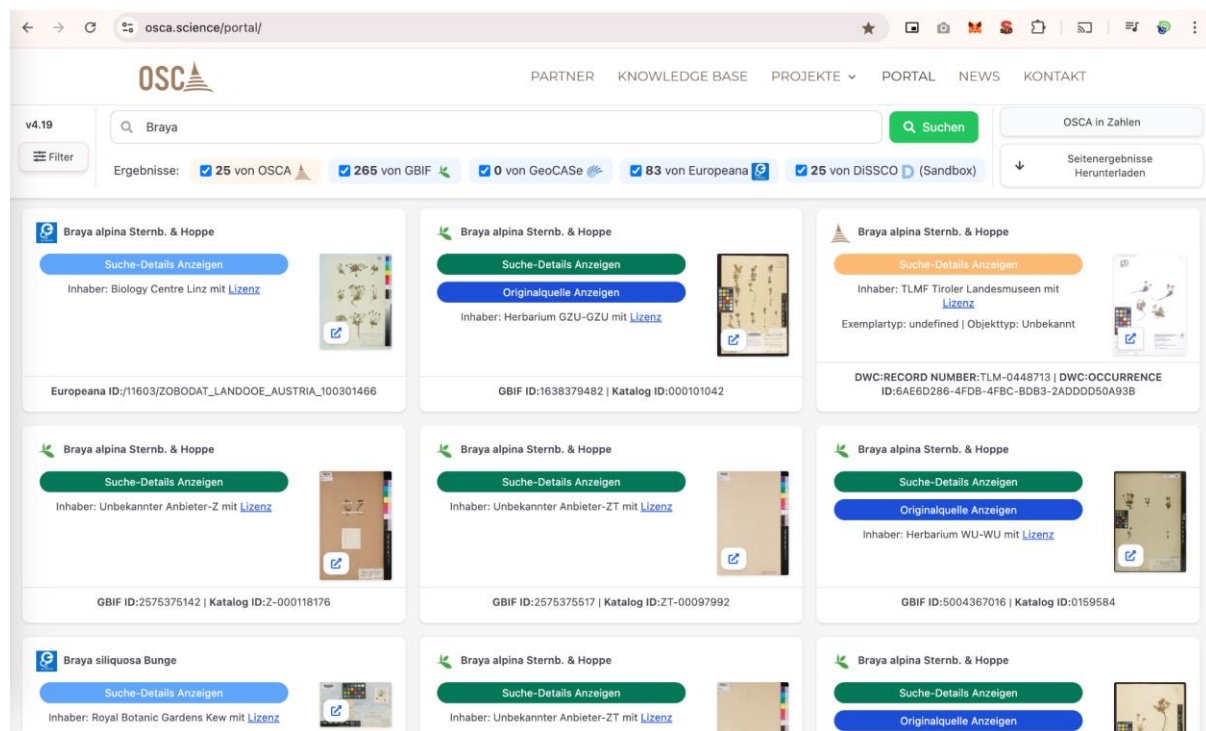 osca.science/portal/
OSCA
PARTNER KNOWLEDGE BASE PROJEKTE PORTAL NEWS KONTAKT
v4.19
Braya
Suchen
OSCA in Zahlen
Filter
Ergebnisse: 25 von OSCA 265 von GBIF 0 von GeoCASe 83 von Europeana 25 von DiSSCO (Sandbox)
Seitenergebnisse
Herunterladen
Braya alpina Sternb. & Hoppe
Suche-Details Anzeigen
Inhaber: Biology Centre Linz mit Lizenz
Europeana ID:/11603/ZOBODAT_LANDOOE_AUSTRIA_100301466
Braya alpina Sternb. & Hoppe
Suche-Details Anzeigen
Originalquelle Anzeigen
Inhaber: Herbarium GZU-GZU mit Lizenz
GBIF ID:1638379482 | Katalog ID:000101042
Braya alpina Sternb. & Hoppe
Suche-Details Anzeigen
Inhaber: TLMF Tiroler Landesmuseen mit
Lizenz
Exemplartyp: undefined | Objekttyp: Unbekannt
DWC:RECORD NUMBER:TLM-0448713 | DWC:OCCURRENCE
ID:6AE6D286-4FDB-4FBC-BDB3-2ADDDD50A93B
Braya alpina Sternb. & Hoppe
Suche-Details Anzeigen
Inhaber: Unbekannter Anbieter-Z mit Lizenz
GBIF ID:2575375142 | Katalog ID:Z-000118176
Braya alpina Sternb. & Hoppe
Suche-Details Anzeigen
Inhaber: Unbekannter Anbieter-ZT mit Lizenz
GBIF ID:2575375517 | Katalog ID:ZT-00097992
Braya alpina Sternb. & Hoppe
Suche-Details Anzeigen
Originalquelle Anzeigen
Inhaber: Herbarium WU-WU mit Lizenz
GBIF ID:5004367016 | Katalog ID:0159584
Braya siliquosa Bunge
Suche-Details Anzeigen
Inhaber: Royal Botanic Gardens Kew mit Lizenz
Braya alpina Sternb. & Hoppe
Suche-Details Anzeigen
Inhaber: Unbekannter Anbieter-ZT mit Lizenz
Braya alpina Sternb. & Hoppe
Suche-Details Anzeigen
Originalquelle Anzeigen